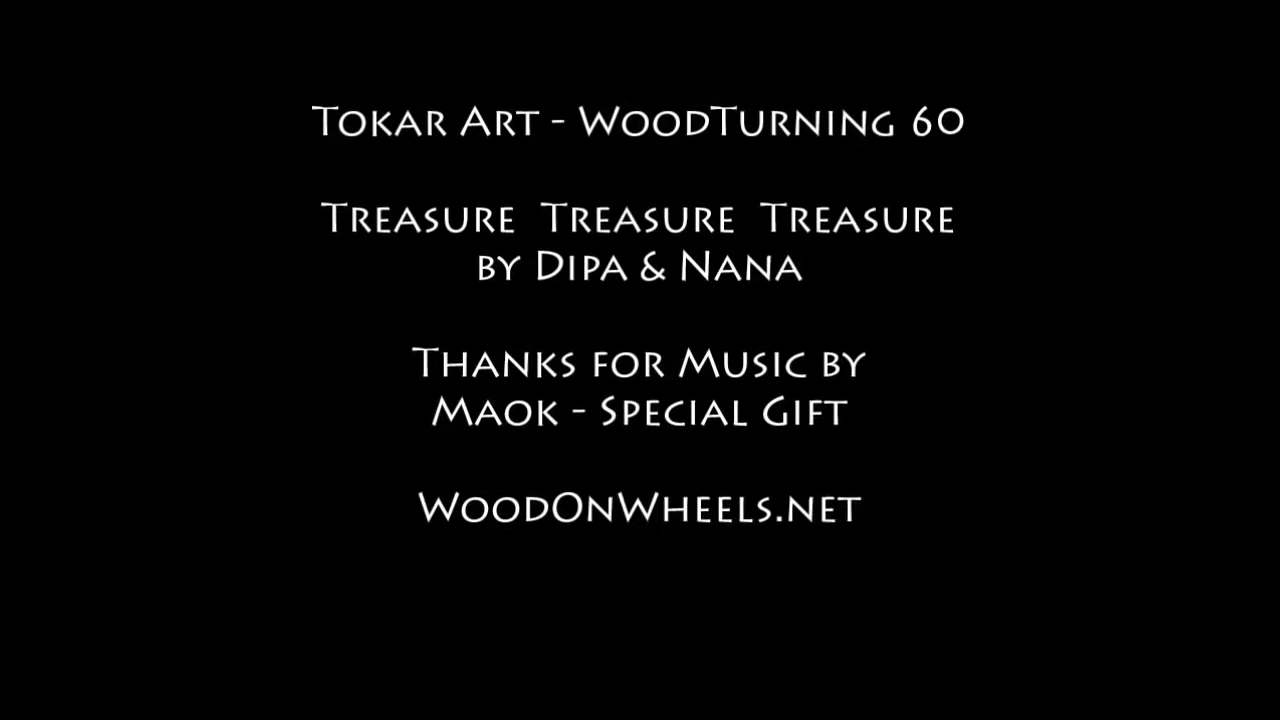 Tokar Art - WoodTurning 60
Treasure Treasure Treasure
by Dipa & Nana
Thanks for Music by
Maok - Special Gift
WoodOnWheels.net